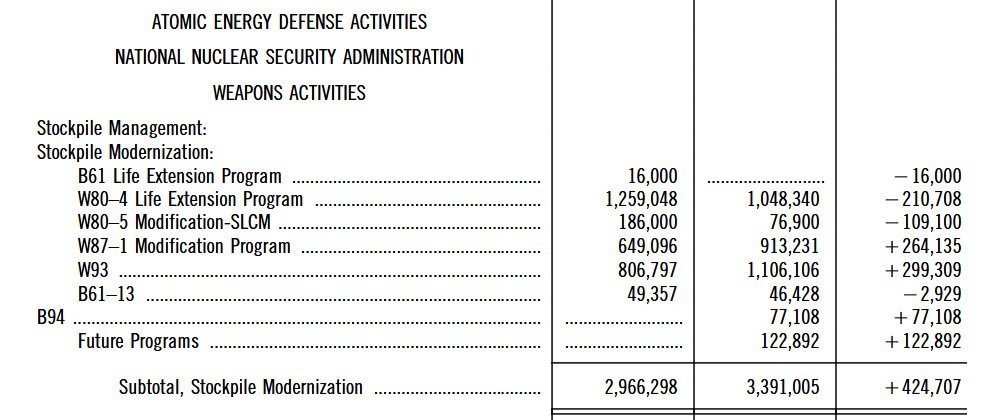 ATOMIC ENERGY DEFENSE ACTIVITIES
NATIONAL NUCLEAR SECURITY ADMINISTRATION
WEAPONS ACTIVITIES
Stockpile Management:
Stockpile Modernization:
B61 Life Extension Program ........ 16,000 ........ – 16,000
W80–4 Life Extension Program ........ 1,259,048 1,048,340 – 210,708
W80–5 Modification-SLCM ........ 186,000 76,900 – 109,100
W87–1 Modification Program ........ 649,096 913,231 + 264,135
W93 ........ 806,797 1,106,106 + 299,309
B61–13 ........ 49,357 46,428 – 2,929
B94 ........ ........ 77,108 + 77,108
Future Programs ........ ........ 122,892 + 122,892
Subtotal, Stockpile Modernization ........ 2,966,298 3,391,005 + 424,707